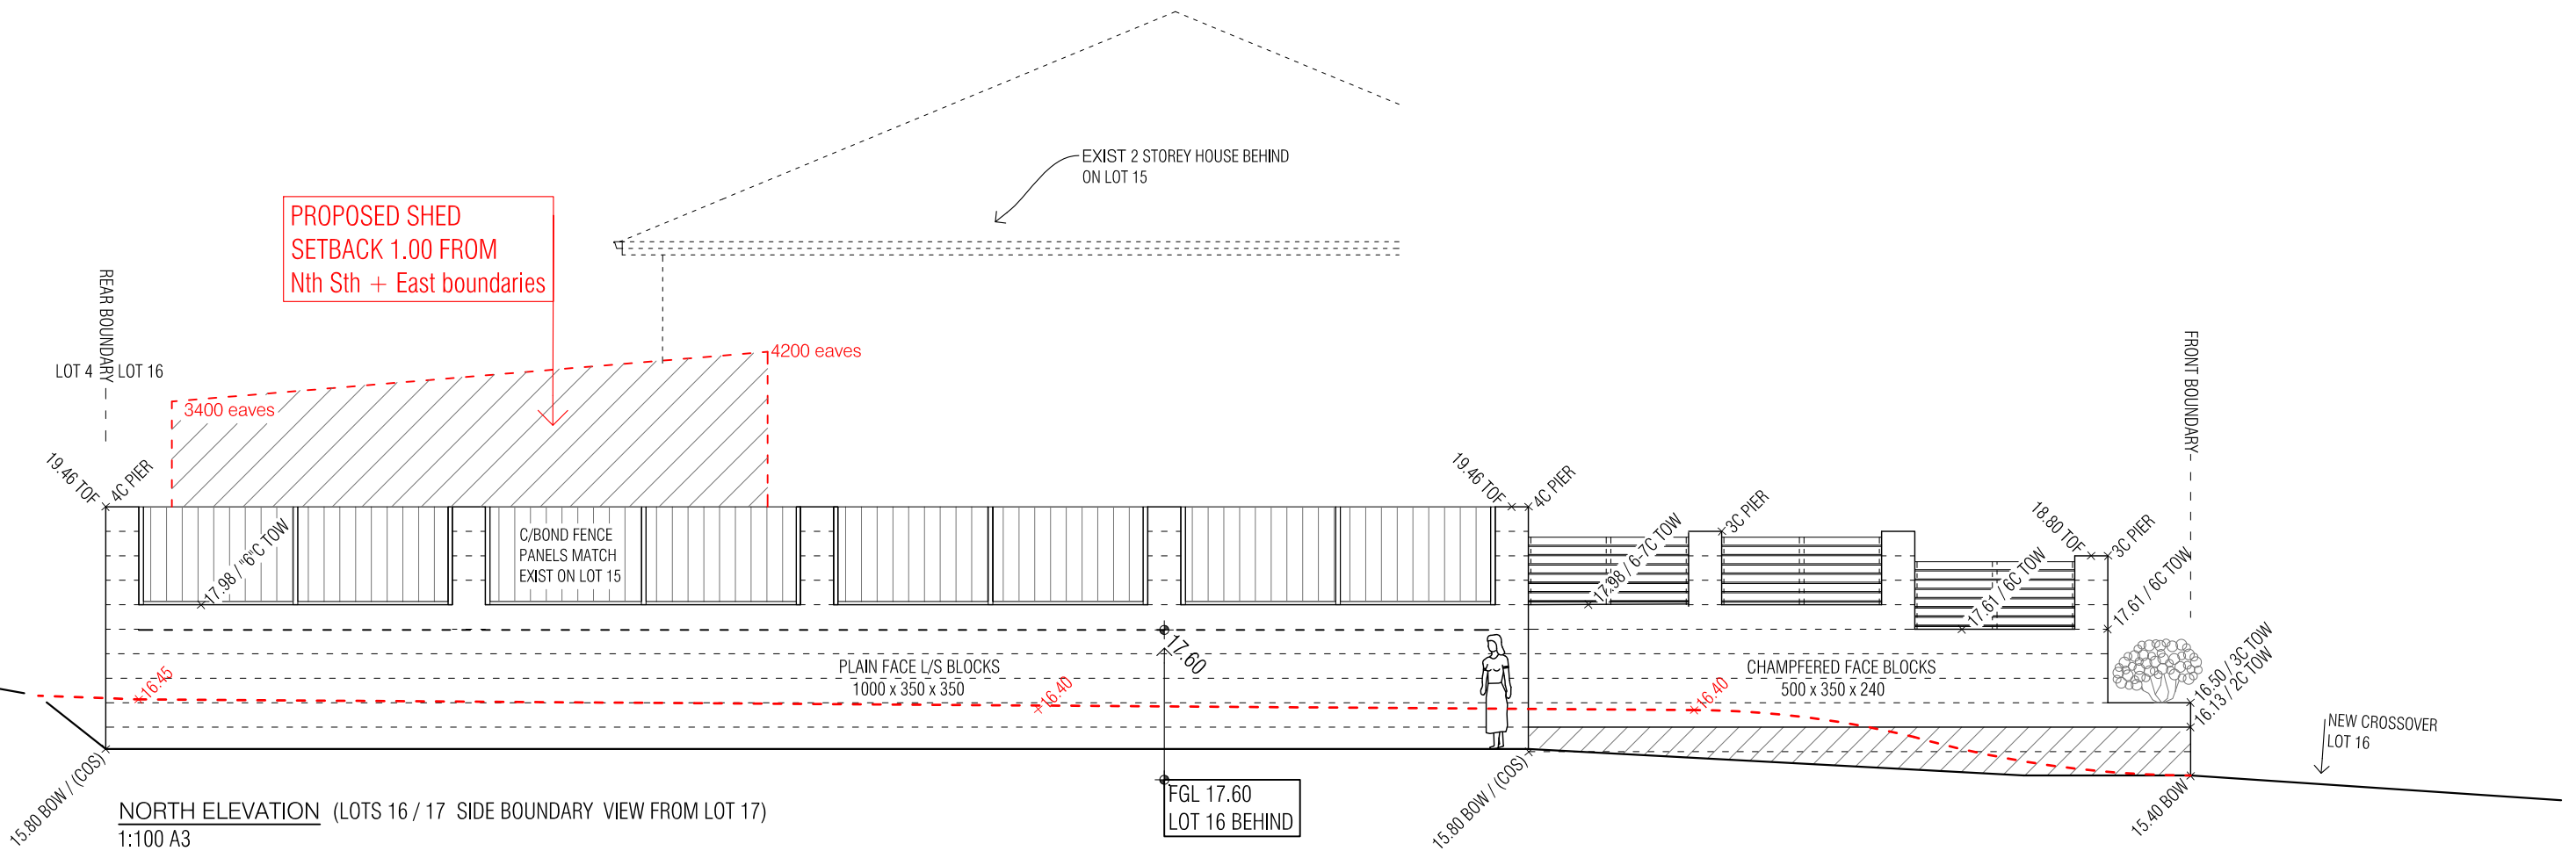 EXIST 2 STOREY HOUSE BEHIND
ON LOT 15
PROPOSED SHED
SETBACK 1.00 FROM
Nth Sth + East boundaries
REAR BOUNDARY
LOT 4
LOT 16
4200 eaves
3400 eaves
FRONT BOUNDARY
19.46 TOF
4C PIER
19.46 TOF
4C PIER
3C PIER
18.80 TOF
3C PIER
C/BOND FENCE
PANELS MATCH
EXIST ON LOT 15
17.98 / "6"C TOW
17.98 / 6-7C TOW
17.61 / 6C TOW
17.61 / 6C TOW
17.60
PLAIN FACE L/S BLOCKS
1000 x 350 x 350
CHAMPFERED FACE BLOCKS
500 x 350 x 240
16.45
16.40
16.40
16.50 / 3C TOW
16.13 / 2C TOW
NEW CROSSOVER
LOT 16
15.80 BOW / (COS)
15.80 BOW / (COS)
15.40 BOW
FGL 17.60
LOT 16 BEHIND
NORTH ELEVATION (LOTS 16 / 17 SIDE BOUNDARY VIEW FROM LOT 17)
1:100 A3